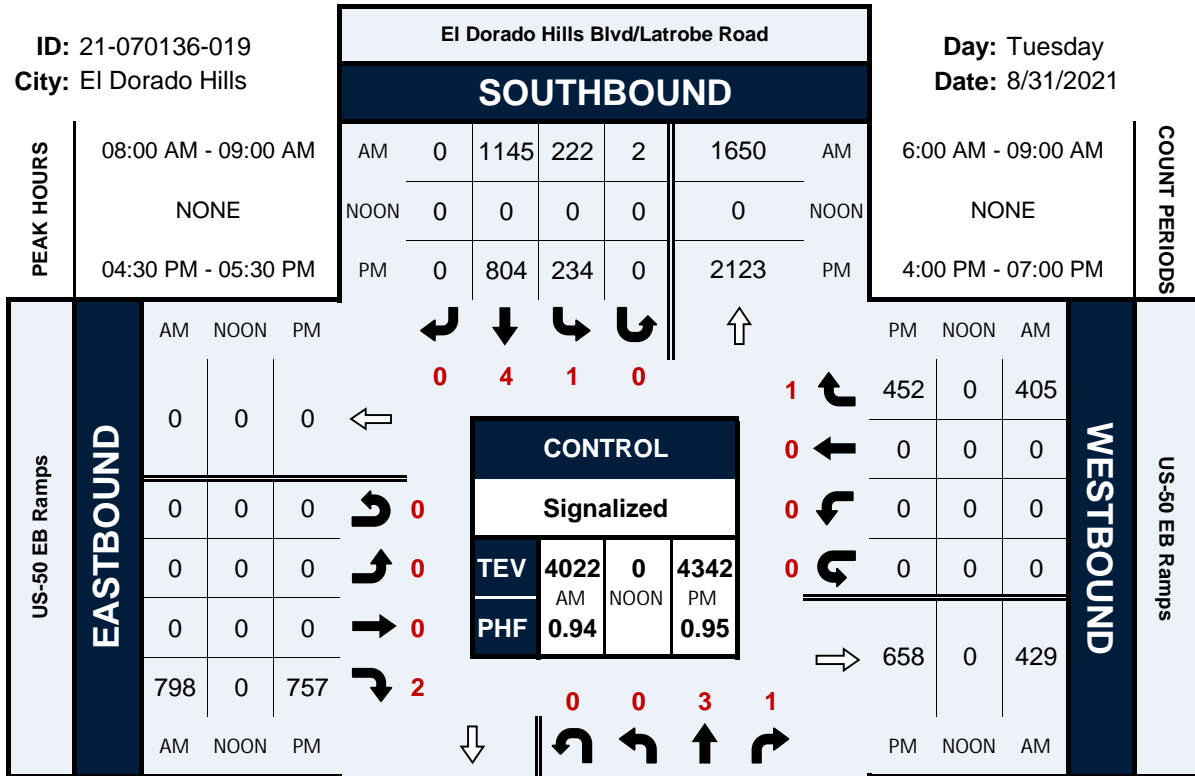 El Dorado Hills Blvd/Latrobe Road
ID: 21-070136-019
Day: Tuesday
City: El Dorado Hills
Date: 8/31/2021
SOUTHBOUND
PEAK HOURS
08:00 AM - 09:00 AM
NONE
04:30 PM - 05:30 PM
AM 0 1145 222 2 1650 AM
NOON 0 0 0 0 0 NOON
PM 0 804 234 0 2123 PM
6:00 AM - 09:00 AM
NONE
4:00 PM - 07:00 PM
COUNT PERIODS
0 4 1 0
US-50 EB Ramps
EASTBOUND
AM NOON PM
0 0 0
0 0 0 0
0 0 0 0
0 0 0 0
798 0 757 2
AM NOON PM
CONTROL
Signalized
TEV 4022 0 4342
AM NOON PM
PHF 0.94 0.95
PM NOON AM
1 452 0 405
0 0 0 0
0 0 0 0
0 0 0 0
658 0 429
PM NOON AM
WESTBOUND
US-50 EB Ramps
0 0 3 1